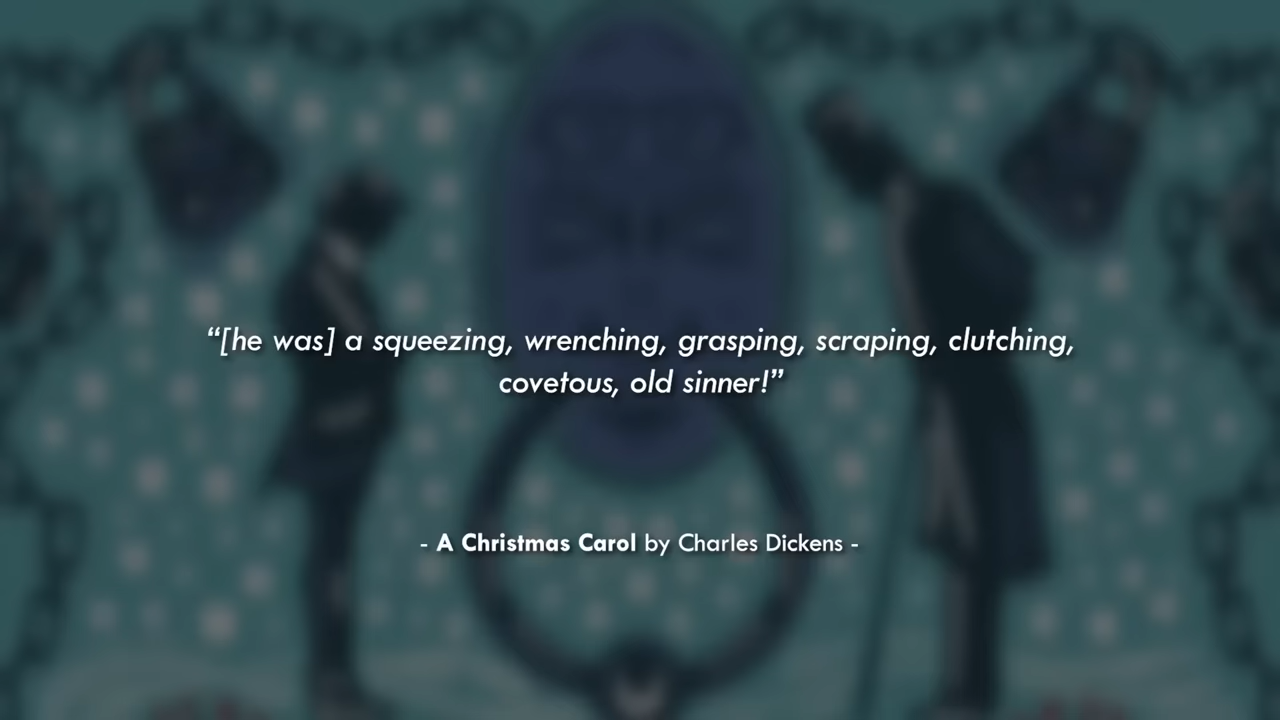 “[he was] a squeezing, wrenching, grasping, scraping, clutching,
covetous, old sinner!”
- A Christmas Carol by Charles Dickens -